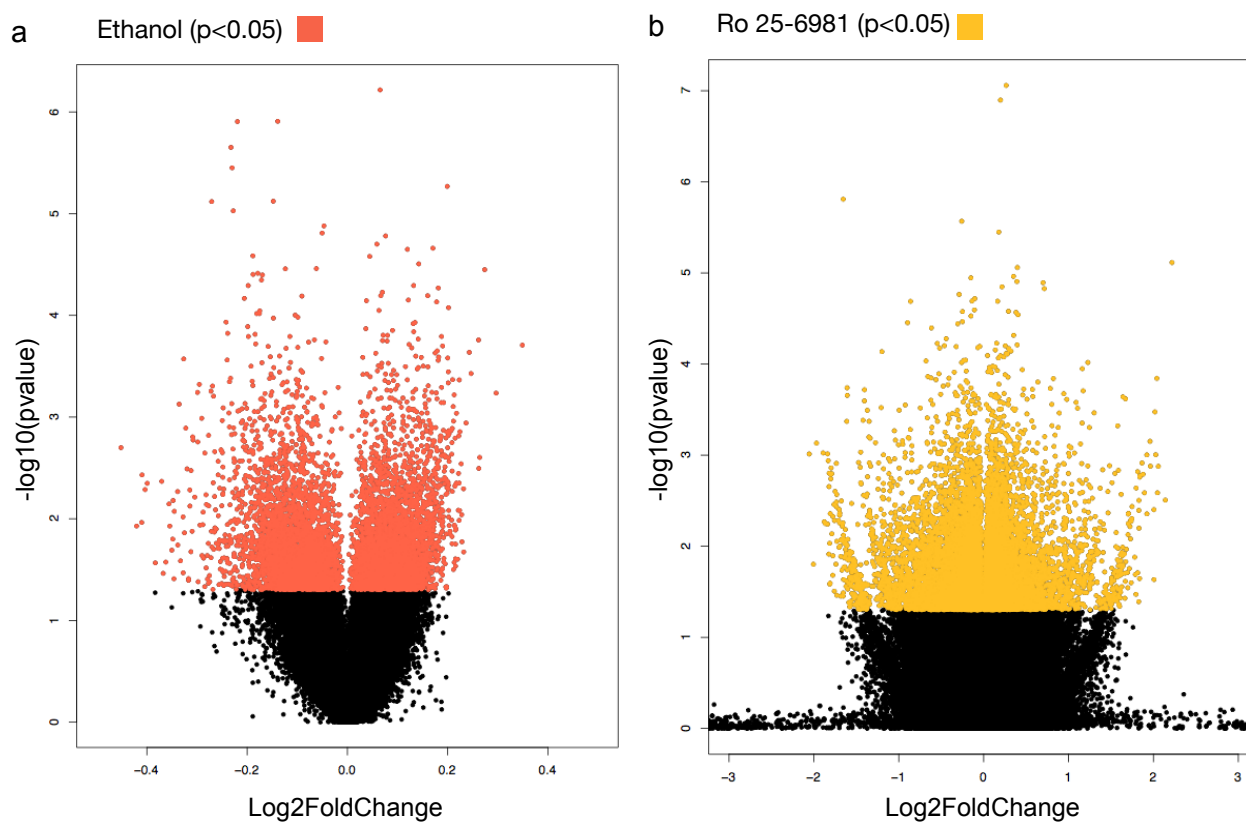 a
Ethanol (p<0.05)
6
5
4
3
2
1
0
-log10(pvalue)
−0.4 −0.2 0.0 0.2 0.4
Log2FoldChange
b
Ro 25-6981 (p<0.05)
7
6
5
4
3
2
1
0
-log10(pvalue)
−3 −2 −1 0 1 2 3
Log2FoldChange